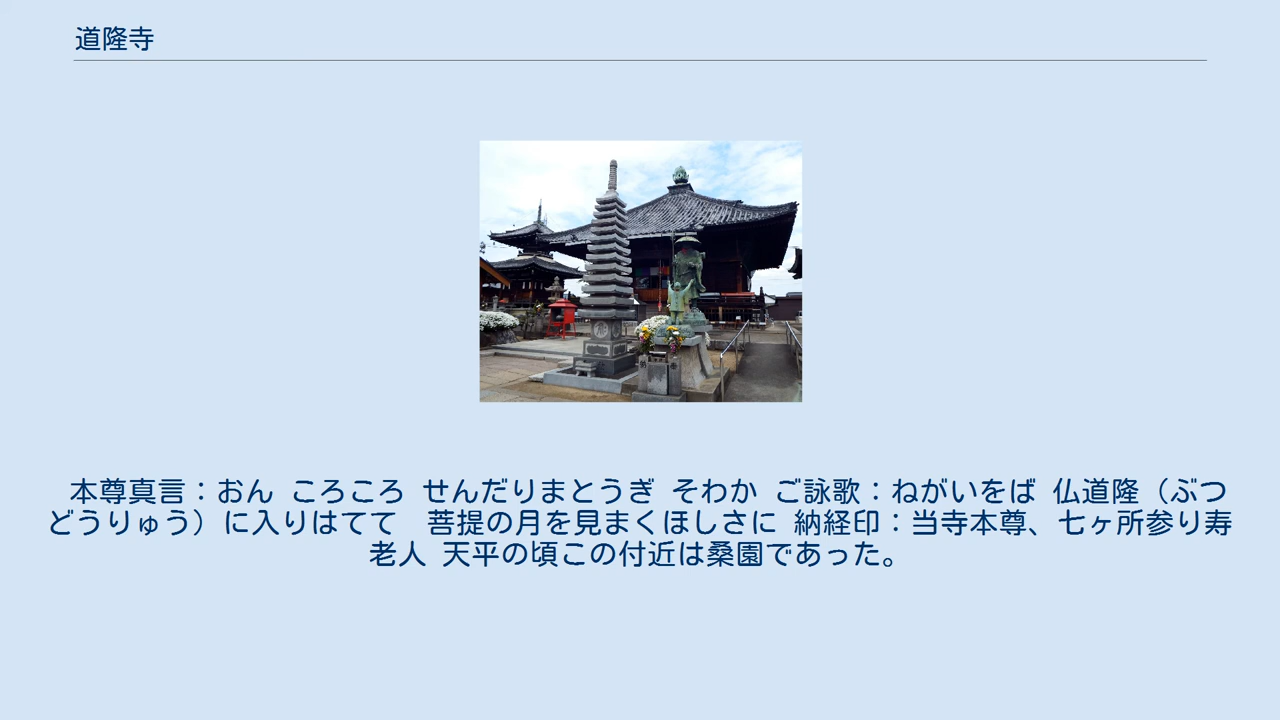 道隆寺
本尊真言：おん ころころ せんだりまとうぎ そわか ご詠歌：ねがいをば 仏道隆（ぶつ
どうりゅう）に入りはてて　菩提の月を見まくほしさに 納経印：当寺本尊、七ヶ所参り寿
老人 天平の頃この付近は桑園であった。